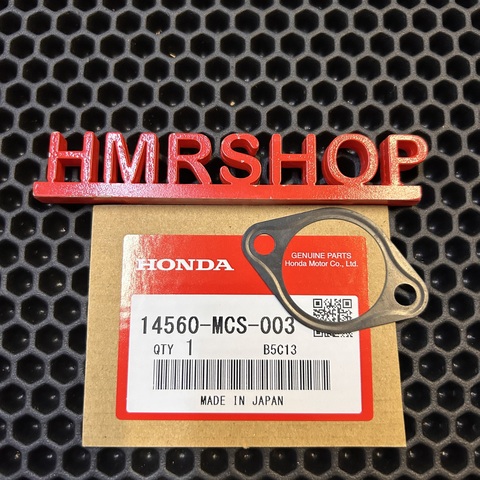 HMRSHOP
HONDA
GENUINE PARTS
Honda Motor Co., Ltd.
14560-MCS-003
QTY 1 B5C13
MADE IN JAPAN